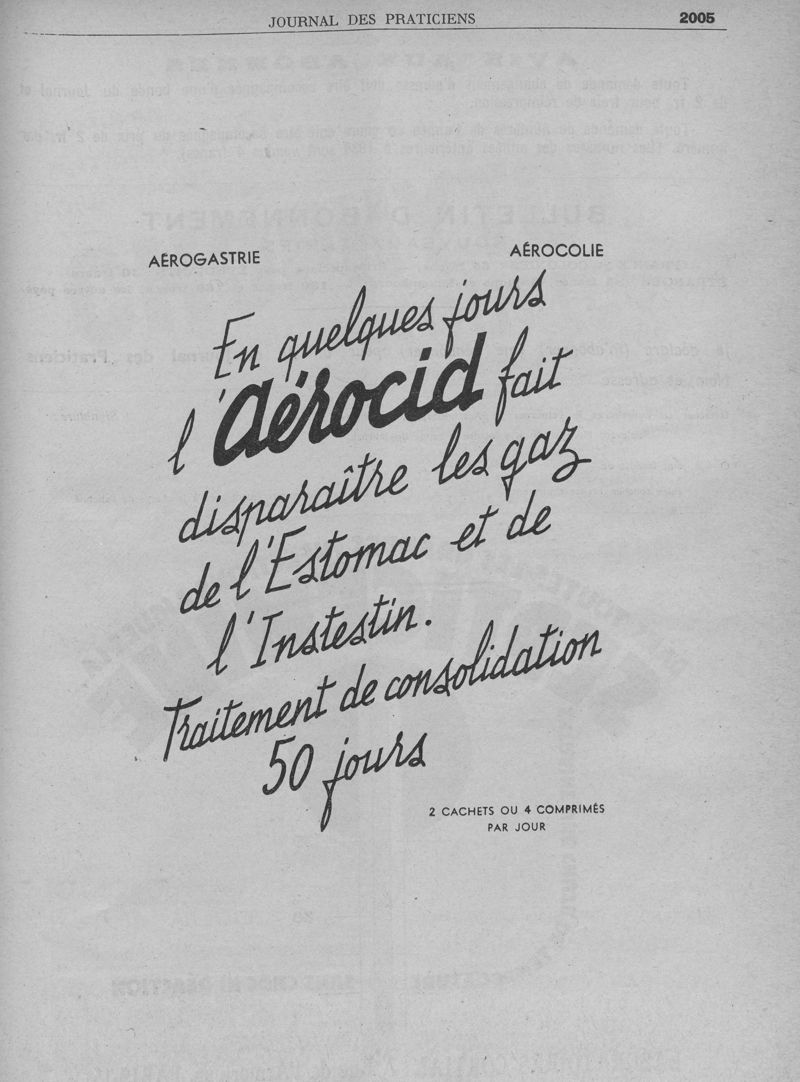 JOURNAL DES PRATICIENS 2005
AÉROGASTRIE AÉROCOLIE
En quelques jours
l'Aérocid fait
disparaître les gaz
de l'Estomac et de
l'Instestin.
Traitement de consolidation
50 jours
2 CACHETS OU 4 COMPRIMÉS
PAR JOUR